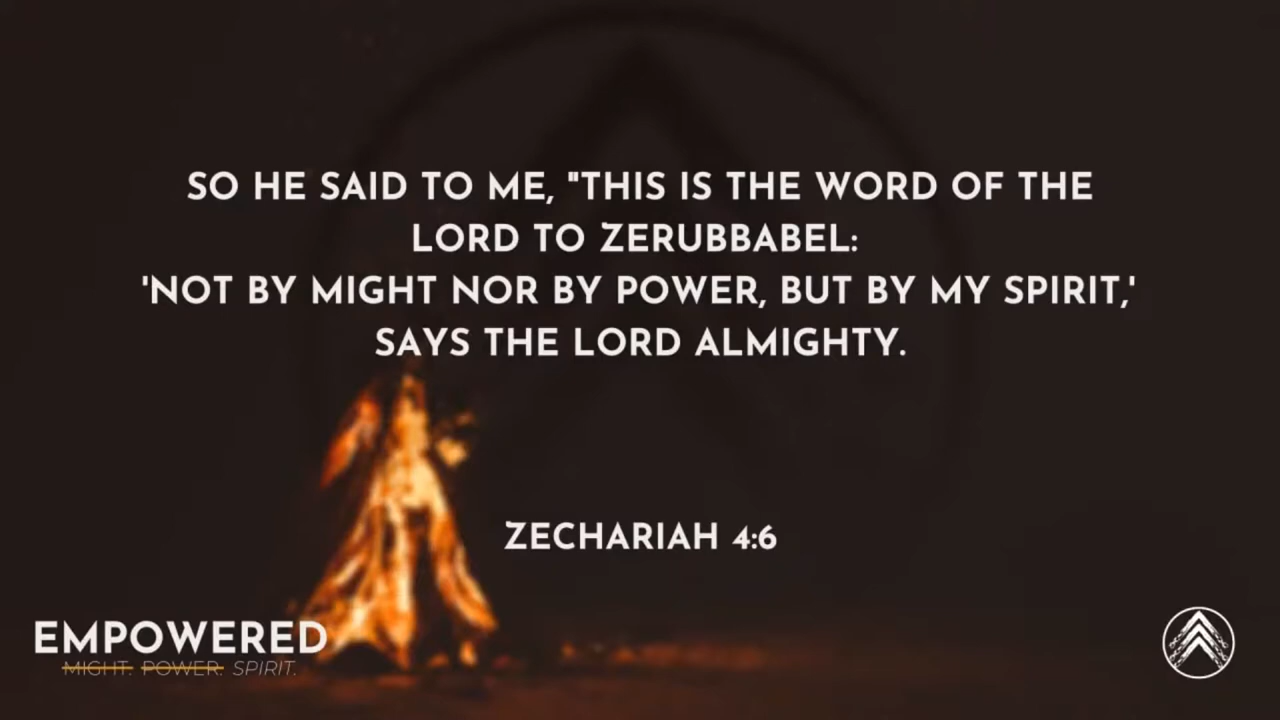 SO HE SAID TO ME, "THIS IS THE WORD OF THE
LORD TO ZERUBBABEL:
'NOT BY MIGHT NOR BY POWER, BUT BY MY SPIRIT,'
SAYS THE LORD ALMIGHTY.
ZECHARIAH 4:6
EMPOWERED
MIGHT. POWER. SPIRIT.